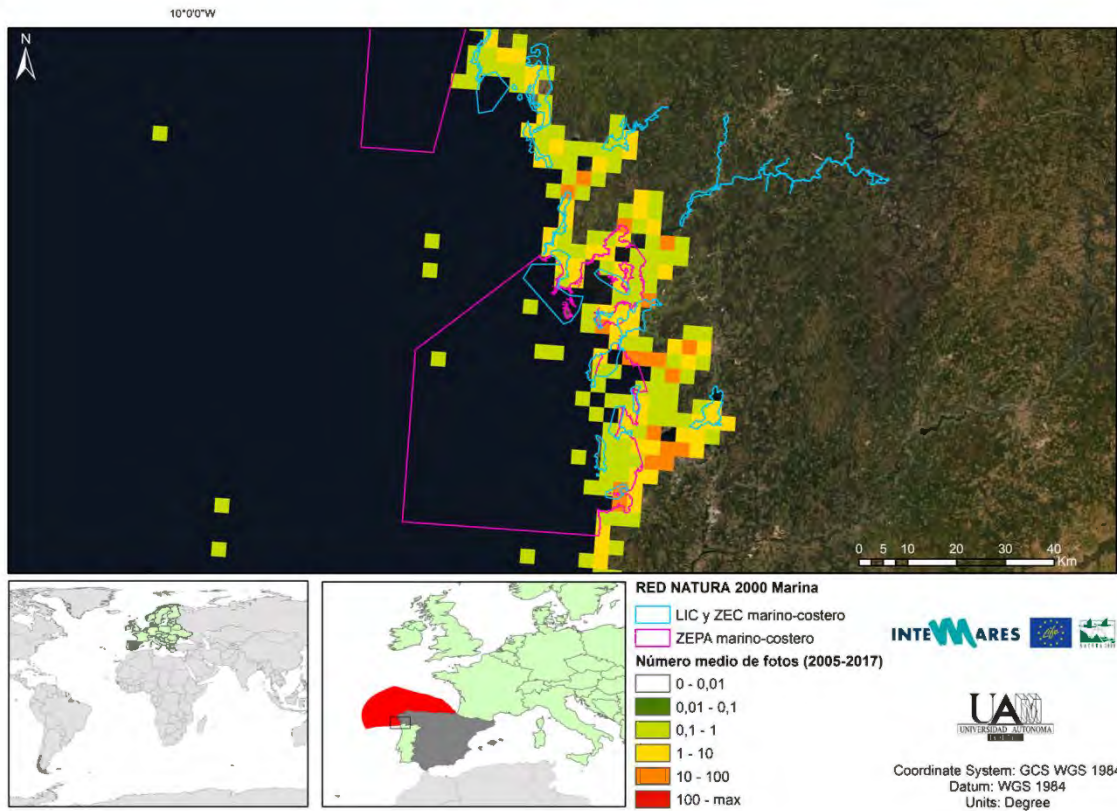 10°0'0"W
N
0 5 10 20 30 40
Km
RED NATURA 2000 Marina
LIC y ZEC marino-costero
ZEPA marino-costero
Número medio de fotos (2005-2017)
0 - 0,01
0,01 - 0,1
0,1 - 1
1 - 10
10 - 100
100 - max
INTEMARES
Life
UAM
UNIVERSIDAD AUTONOMA
Coordinate System: GCS WGS 1984
Datum: WGS 1984
Units: Degree